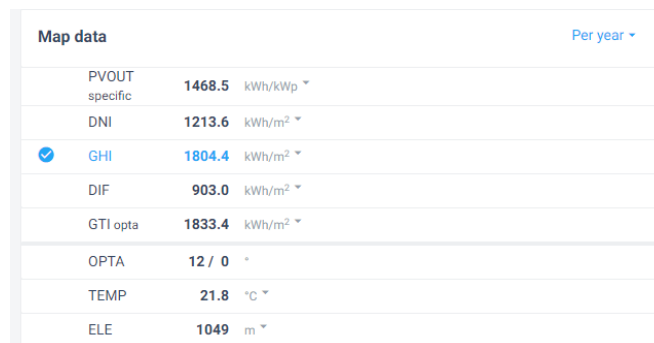 Map data Per year
PVOUT specific 1468.5 kWh/kWp
DNI 1213.6 kWh/m²
GHI 1804.4 kWh/m²
DIF 903.0 kWh/m²
GTI opta 1833.4 kWh/m²
OPTA 12 / 0 °
TEMP 21.8 °C
ELE 1049 m